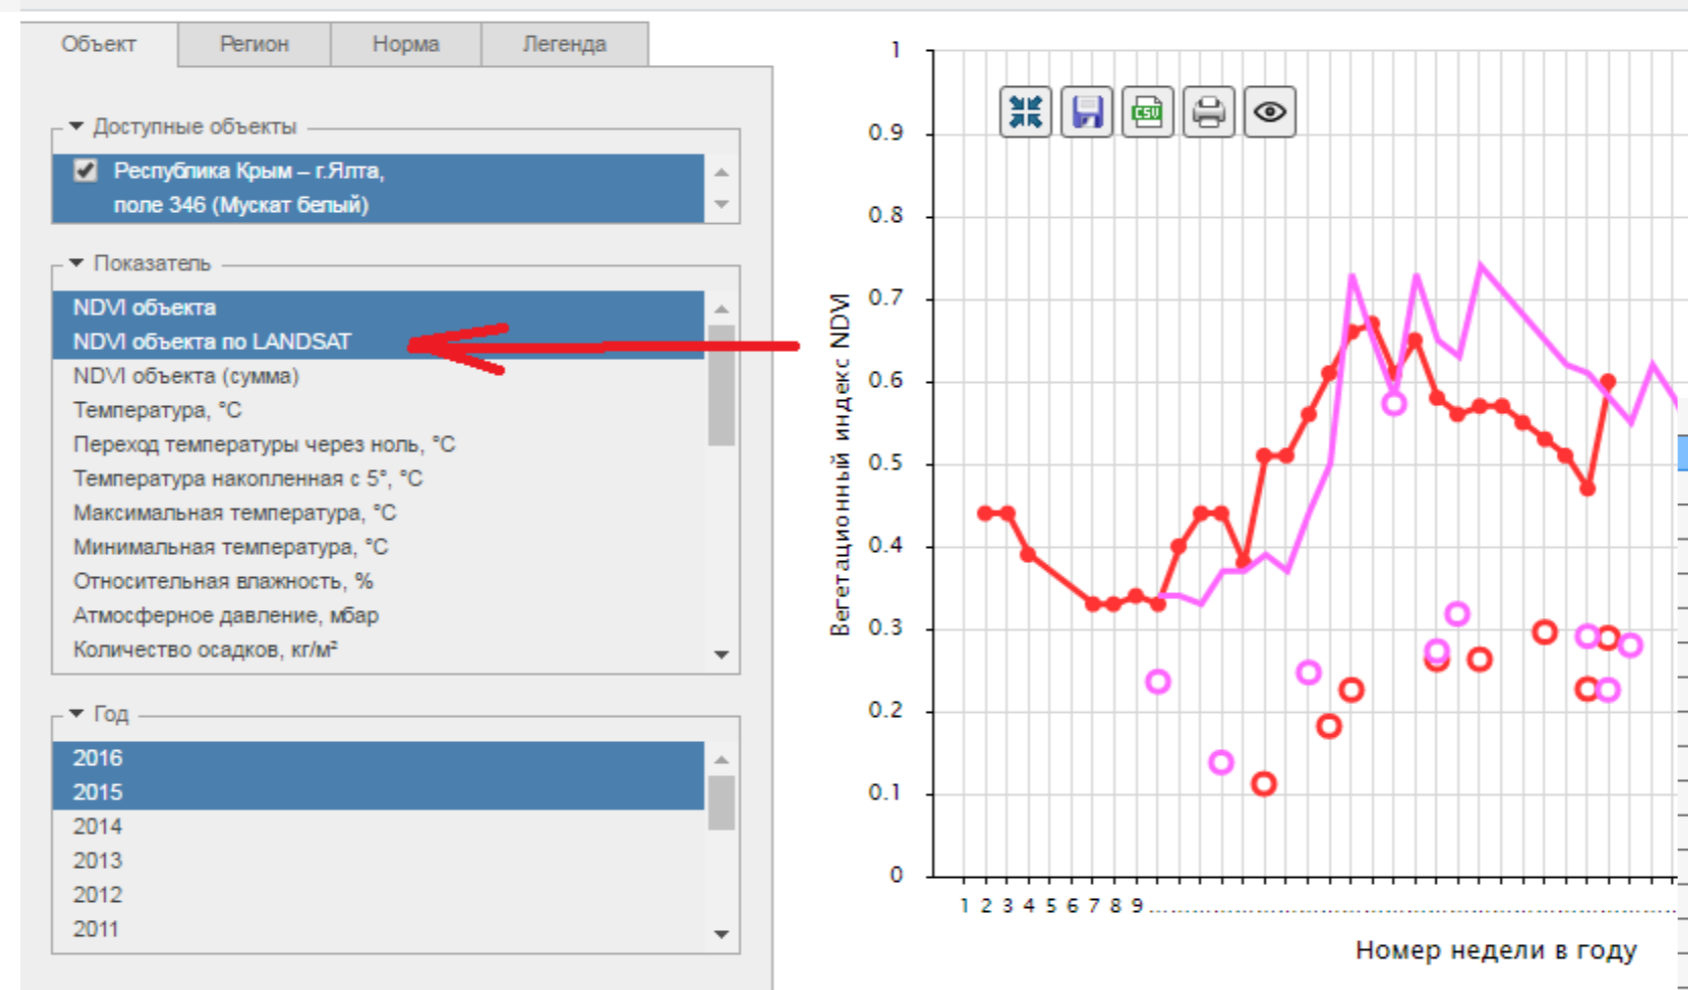 Объект
Регион
Норма
Легенда
Доступные объекты
Республика Крым – г.Ялта,
поле 346 (Мускат белый)
Показатель
NDVI объекта
NDVI объекта по LANDSAT
NDVI объекта (сумма)
Температура, °C
Переход температуры через ноль, °C
Температура накопленная с 5°, °C
Максимальная температура, °C
Минимальная температура, °C
Относительная влажность, %
Атмосферное давление, мбар
Количество осадков, кг/м²
Год
2016
2015
2014
2013
2012
2011
CSV
Вегетационный индекс NDVI
1
0.9
0.8
0.7
0.6
0.5
0.4
0.3
0.2
0.1
0
1 2 3 4 5 6 7 8 9
Номер недели в году